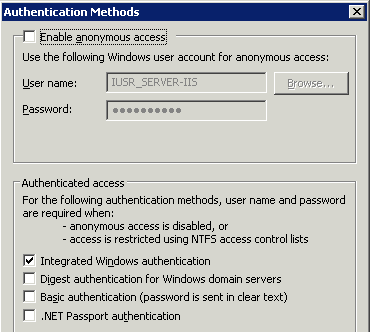 Authentication Methods
Enable anonymous access
Use the following Windows user account for anonymous access:
User name:
IUSR_SERVER-IIS
Browse...
Password:
●●●●●●●●●●
Authenticated access
For the following authentication methods, user name and password
are required when:
- anonymous access is disabled, or
- access is restricted using NTFS access control lists
Integrated Windows authentication
Digest authentication for Windows domain servers
Basic authentication (password is sent in clear text)
.NET Passport authentication